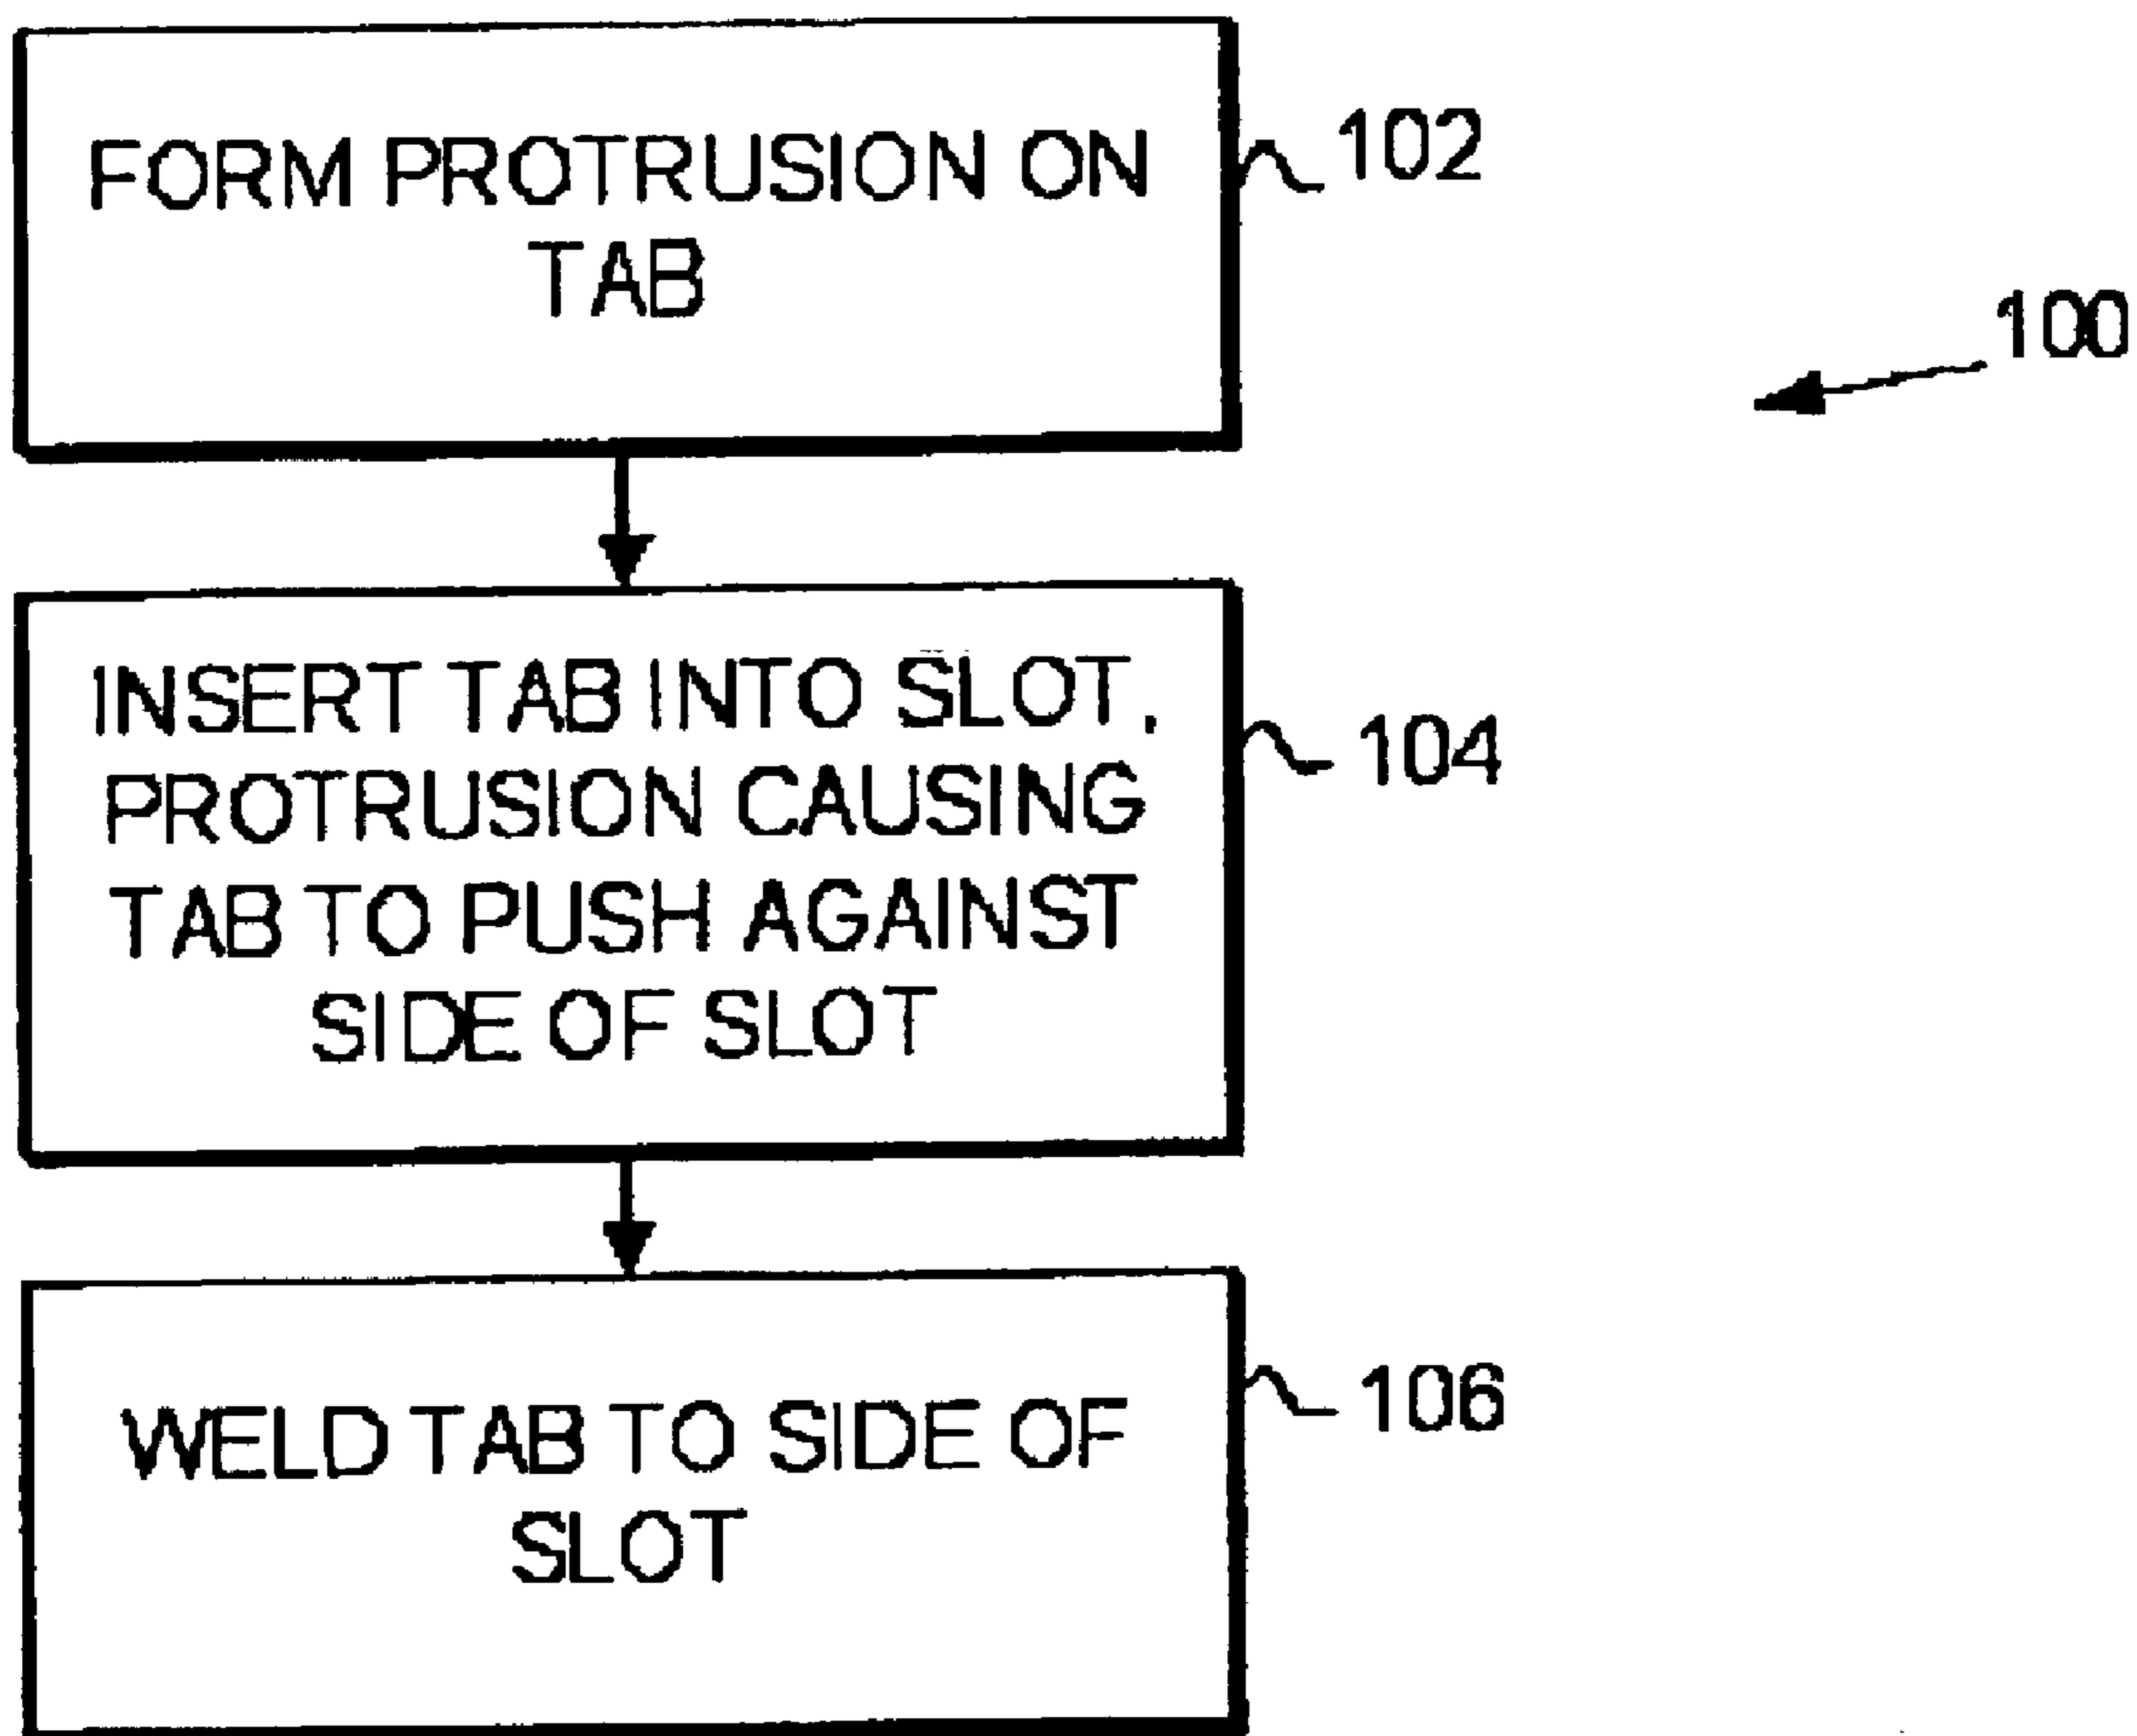 FORM PROTRUSION ON
TAB
102
100
INSERT TAB INTO SLOT,
PROTRUSION CAUSING
TAB TO PUSH AGAINST
SIDE OF SLOT
104
WELD TAB TO SIDE OF
SLOT
106